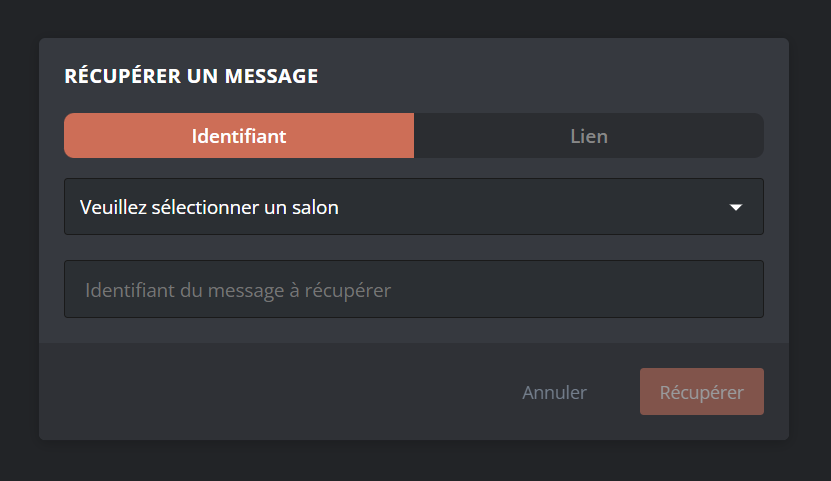 RÉCUPÉRER UN MESSAGE
Identifiant Lien
Veuillez sélectionner un salon
Identifiant du message à récupérer
Annuler Récupérer